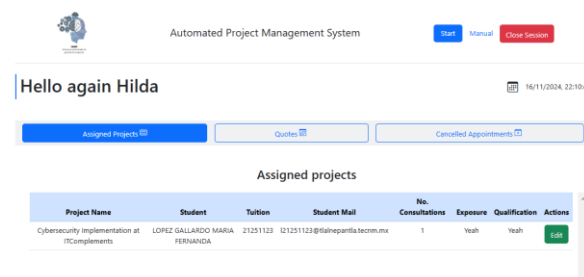 Automated Project Management System
Start
Manual
Close Session
Hello again Hilda
16/11/2024, 22:10:
Assigned Projects
Quotes
Cancelled Appointments
Assigned projects
No.
Project Name Student Tuition Student Mail Consultations Exposure Qualification Actions
Cybersecurity Implementation at LOPEZ GALLARDO MARIA 21251123 l21251123@tlalnepantla.tecnm.mx 1 Yeah Yeah Edit
ITComplements FERNANDA